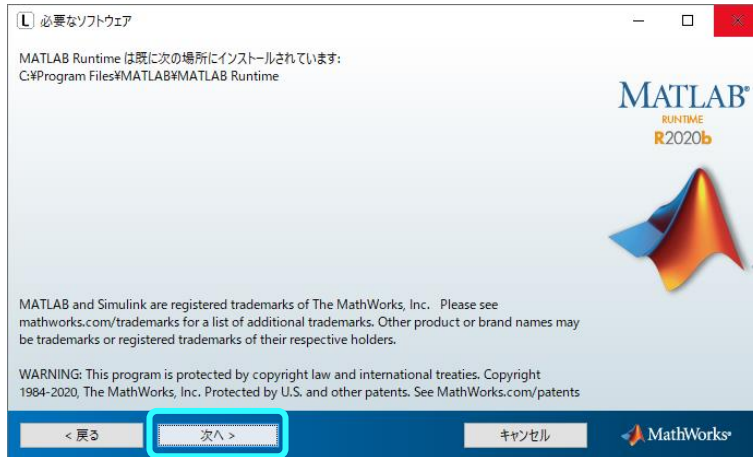 L 必要なソフトウェア
MATLAB Runtime は既に次の場所にインストールされています:
C:¥Program Files¥MATLAB¥MATLAB Runtime
MATLAB®
RUNTIME
R2020b
MATLAB and Simulink are registered trademarks of The MathWorks, Inc.   Please see
mathworks.com/trademarks for a list of additional trademarks. Other product or brand names may
be trademarks or registered trademarks of their respective holders.
WARNING: This program is protected by copyright law and international treaties. Copyright
1984-2020, The MathWorks, Inc. Protected by U.S. and other patents. See MathWorks.com/patents
< 戻る
次へ >
キャンセル
MathWorks®